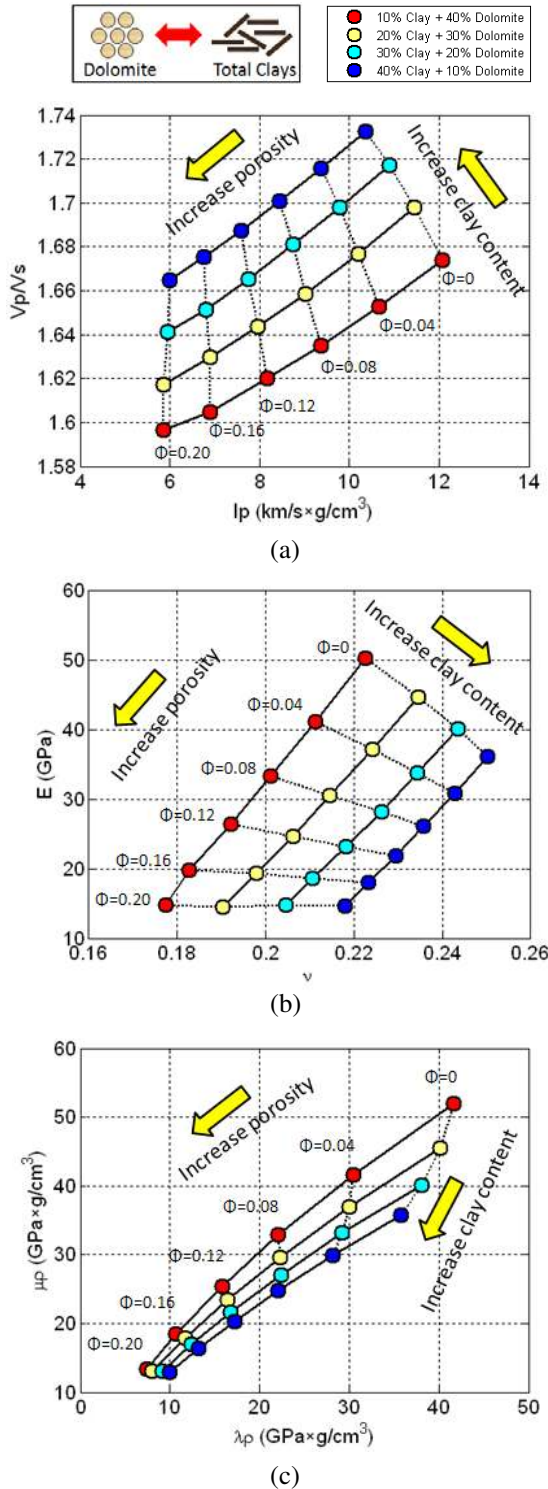 Dolomite
Total Clays
10% Clay + 40% Dolomite
20% Clay + 30% Dolomite
30% Clay + 20% Dolomite
40% Clay + 10% Dolomite
1.74
1.72
1.7
1.68
1.66
1.64
1.62
1.6
1.58
Vp/Vs
Increase porosity
Increase clay content
Φ=0
Φ=0.04
Φ=0.08
Φ=0.12
Φ=0.16
Φ=0.20
4 6 8 10 12 14
Ip (km/s×g/cm³)
(a)
60
50
40
30
20
10
E (GPa)
Increase porosity
Increase clay content
Φ=0
Φ=0.04
Φ=0.08
Φ=0.12
Φ=0.16
Φ=0.20
0.16 0.18 0.2 0.22 0.24 0.26
ν
(b)
60
50
40
30
20
10
μρ (GPa×g/cm³)
Increase porosity
Increase clay content
Φ=0
Φ=0.04
Φ=0.08
Φ=0.12
Φ=0.16
Φ=0.20
0 10 20 30 40 50
λρ (GPa×g/cm³)
(c)